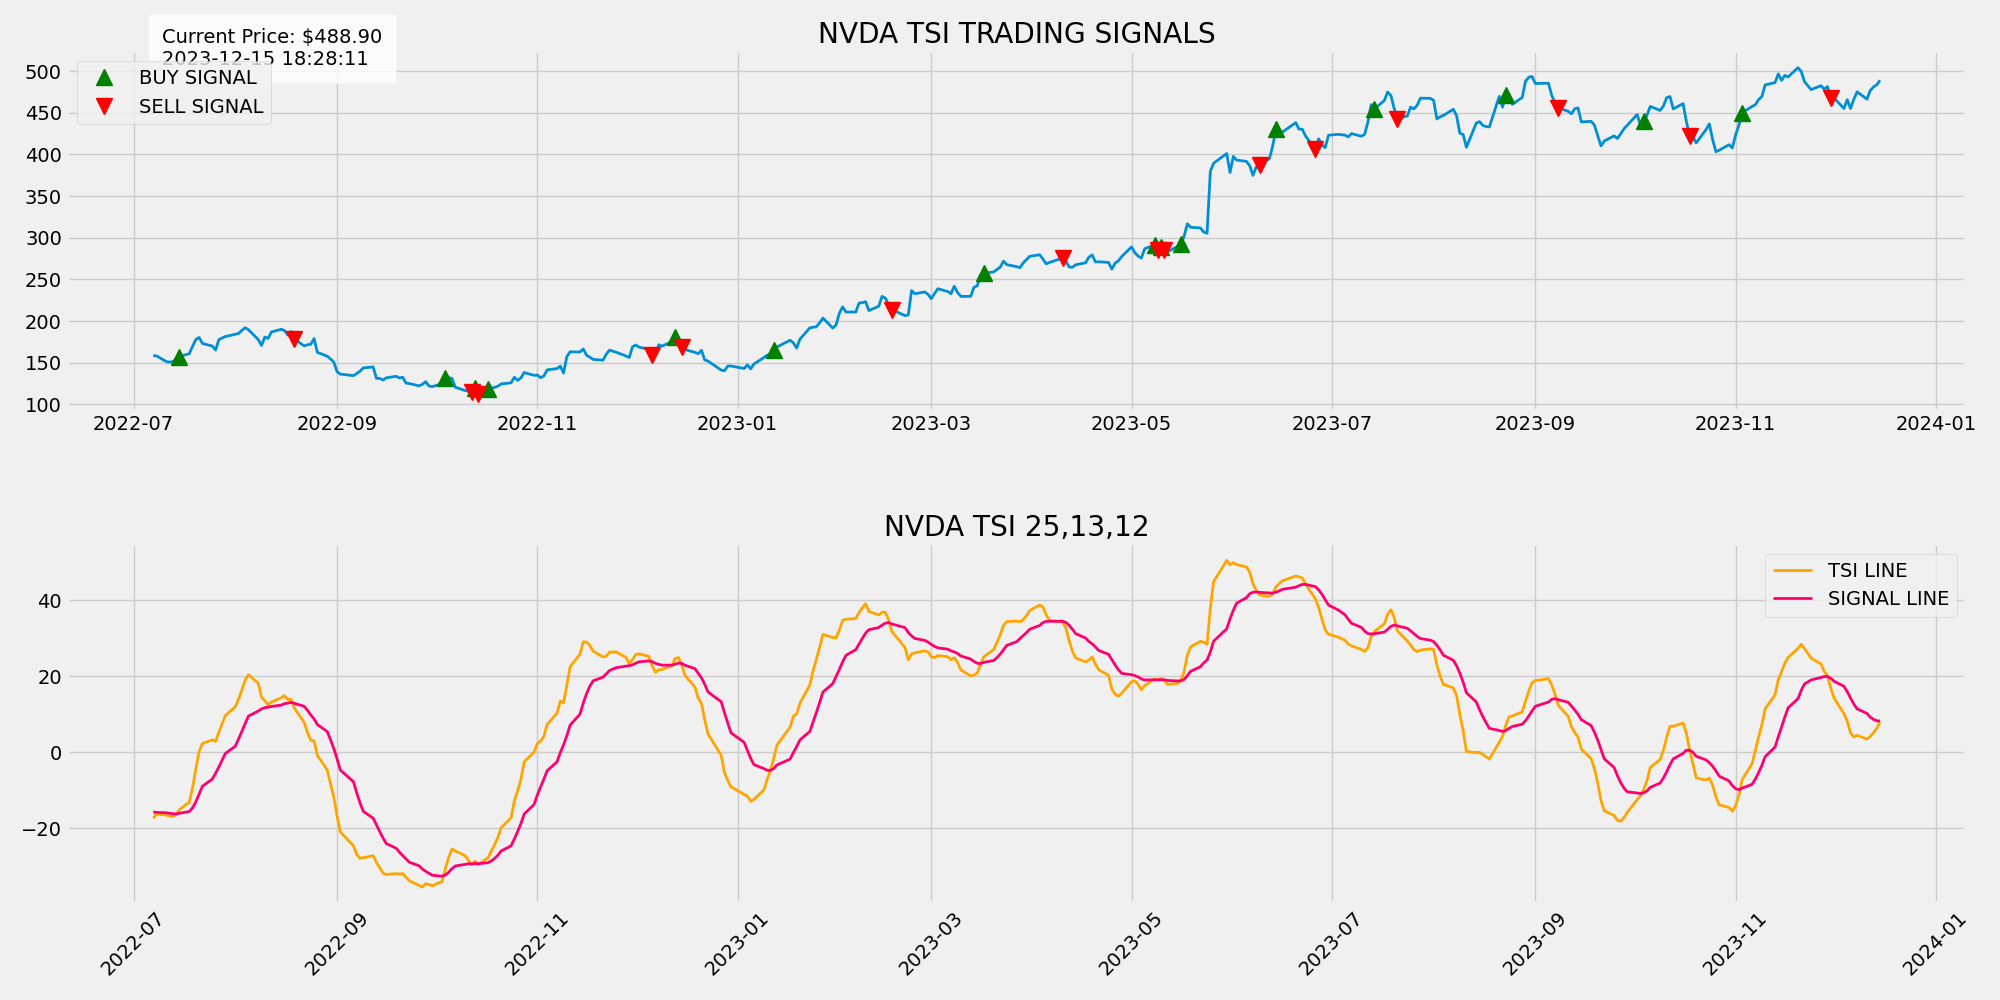 NVDA TSI TRADING SIGNALS
Current Price: $488.90
2023-12-15 18:28:11
BUY SIGNAL
SELL SIGNAL
500
450
400
350
300
250
200
150
100
2022-07 2022-09 2022-11 2023-01 2023-03 2023-05 2023-07 2023-09 2023-11 2024-01
NVDA TSI 25,13,12
TSI LINE
SIGNAL LINE
40
20
0
−20
2022-07 2022-09 2022-11 2023-01 2023-03 2023-05 2023-07 2023-09 2023-11 2024-01